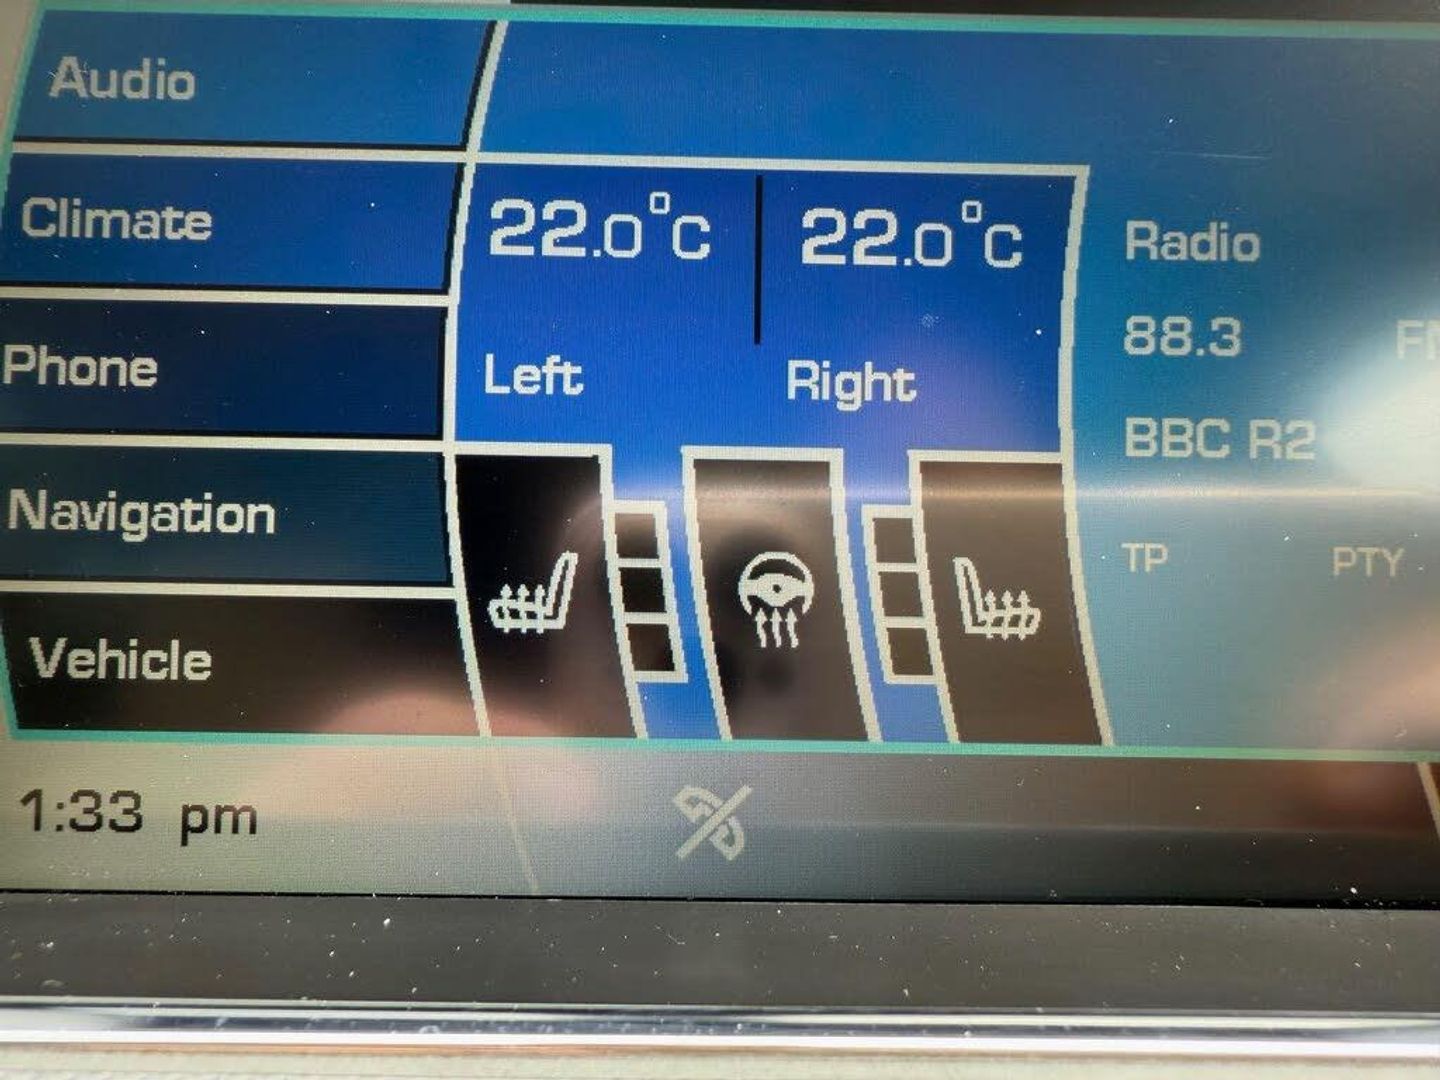 Audio
Climate
Phone
Navigation
Vehicle
22.0°C
22.0°C
Left
Right
Radio
88.3
BBC R2
TP PTY
1:33 pm